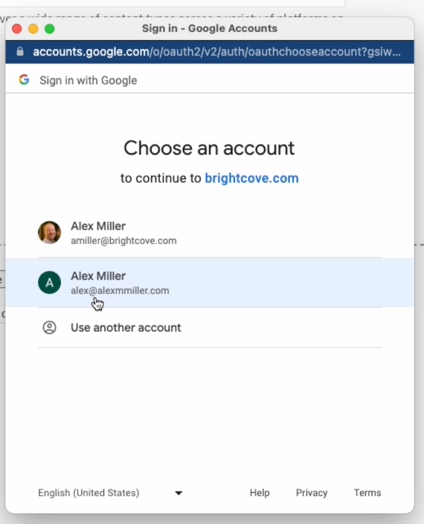 Sign in - Google Accounts
accounts.google.com/o/oauth2/v2/auth/oauthchooseaccount?gsiw...
Sign in with Google
Choose an account
to continue to brightcove.com
Alex Miller
amiller@brightcove.com
A
Alex Miller
alex@alexmmiller.com
Use another account
English (United States)
Help Privacy Terms